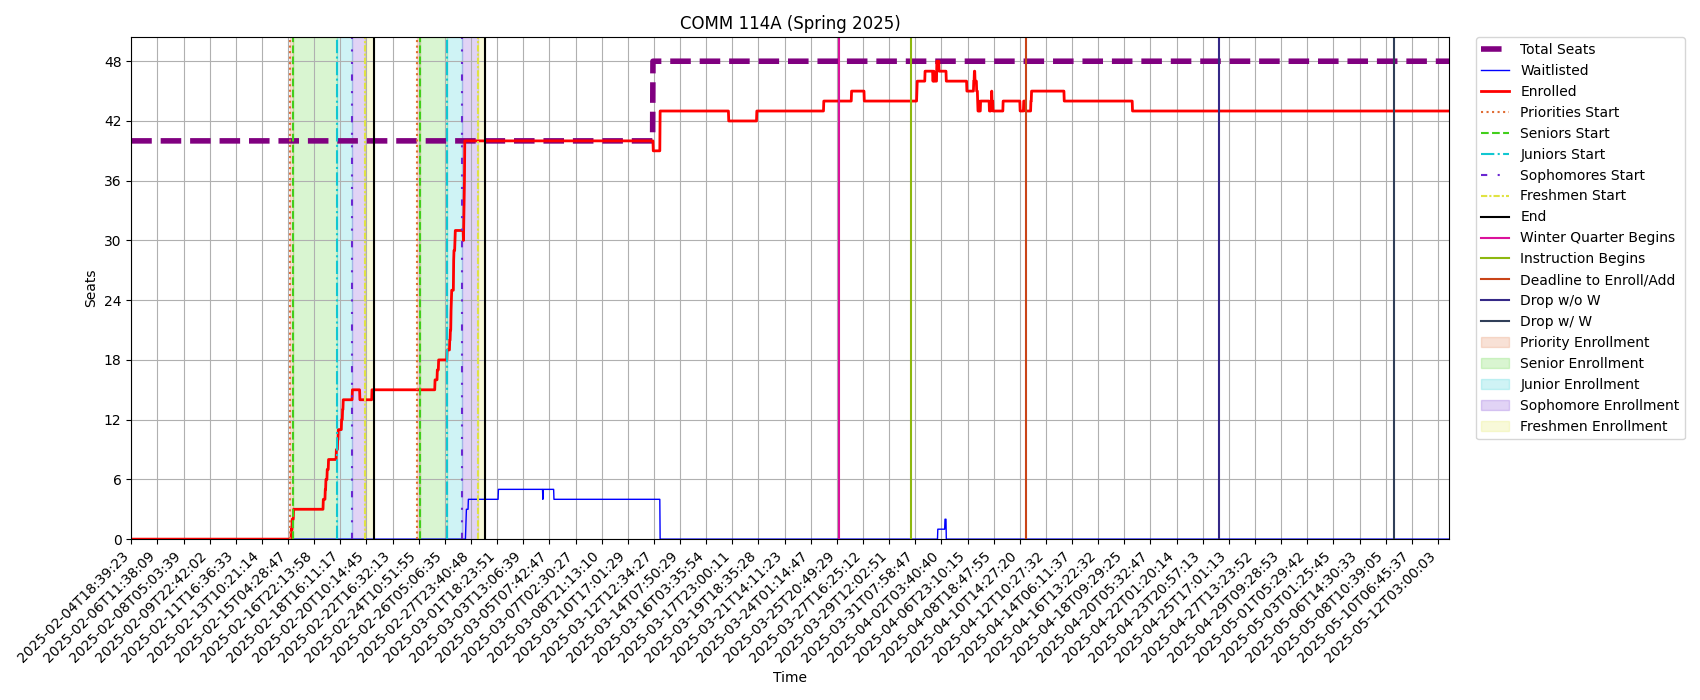 COMM 114A (Spring 2025)
Seats
48
42
36
30
24
18
12
6
0
2025-02-04T18:39:23
2025-02-06T11:38:09
2025-02-08T05:03:39
2025-02-09T22:42:02
2025-02-11T16:36:33
2025-02-13T10:21:14
2025-02-15T04:28:47
2025-02-16T22:13:58
2025-02-18T16:11:17
2025-02-20T10:14:45
2025-02-22T16:32:13
2025-02-24T10:51:55
2025-02-26T05:06:35
2025-02-27T23:40:48
2025-03-01T18:23:51
2025-03-03T13:06:39
2025-03-05T07:42:47
2025-03-07T02:30:27
2025-03-08T21:13:10
2025-03-10T17:01:29
2025-03-12T12:34:27
2025-03-14T07:50:29
2025-03-16T03:35:54
2025-03-17T23:00:11
2025-03-19T18:35:28
2025-03-21T14:11:23
2025-03-24T01:14:47
2025-03-25T20:49:29
2025-03-27T16:25:12
2025-03-29T12:02:51
2025-03-31T07:58:47
2025-04-02T03:40:40
2025-04-06T23:10:15
2025-04-08T18:47:55
2025-04-10T14:27:20
2025-04-12T10:27:32
2025-04-14T06:11:37
2025-04-16T13:22:32
2025-04-18T09:29:25
2025-04-20T05:32:47
2025-04-22T01:20:14
2025-04-23T20:57:13
2025-04-25T17:01:13
2025-04-27T13:23:52
2025-04-29T09:28:53
2025-05-01T05:29:42
2025-05-03T01:25:45
2025-05-06T14:30:33
2025-05-08T10:39:05
2025-05-10T06:45:37
2025-05-12T03:00:03
Time
Total Seats
Waitlisted
Enrolled
Priorities Start
Seniors Start
Juniors Start
Sophomores Start
Freshmen Start
End
Winter Quarter Begins
Instruction Begins
Deadline to Enroll/Add
Drop w/o W
Drop w/ W
Priority Enrollment
Senior Enrollment
Junior Enrollment
Sophomore Enrollment
Freshmen Enrollment